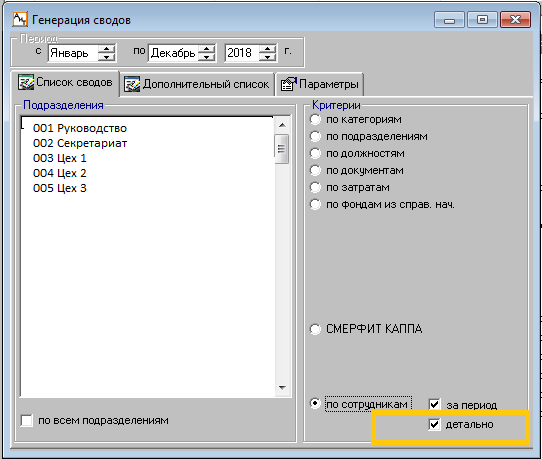 Генерация сводов
Период
с Январь по Декабрь 2018 г.
Список сводов Дополнительный список Параметры
Подразделения
001 Руководство
002 Секретариат
003 Цех 1
004 Цех 2
005 Цех 3
по всем подразделениям
Критерии
по категориям
по подразделениям
по должностям
по документам
по затратам
по фондам из справ. нач.
СМЕРФИТ КАППА
по сотрудникам за период
детально